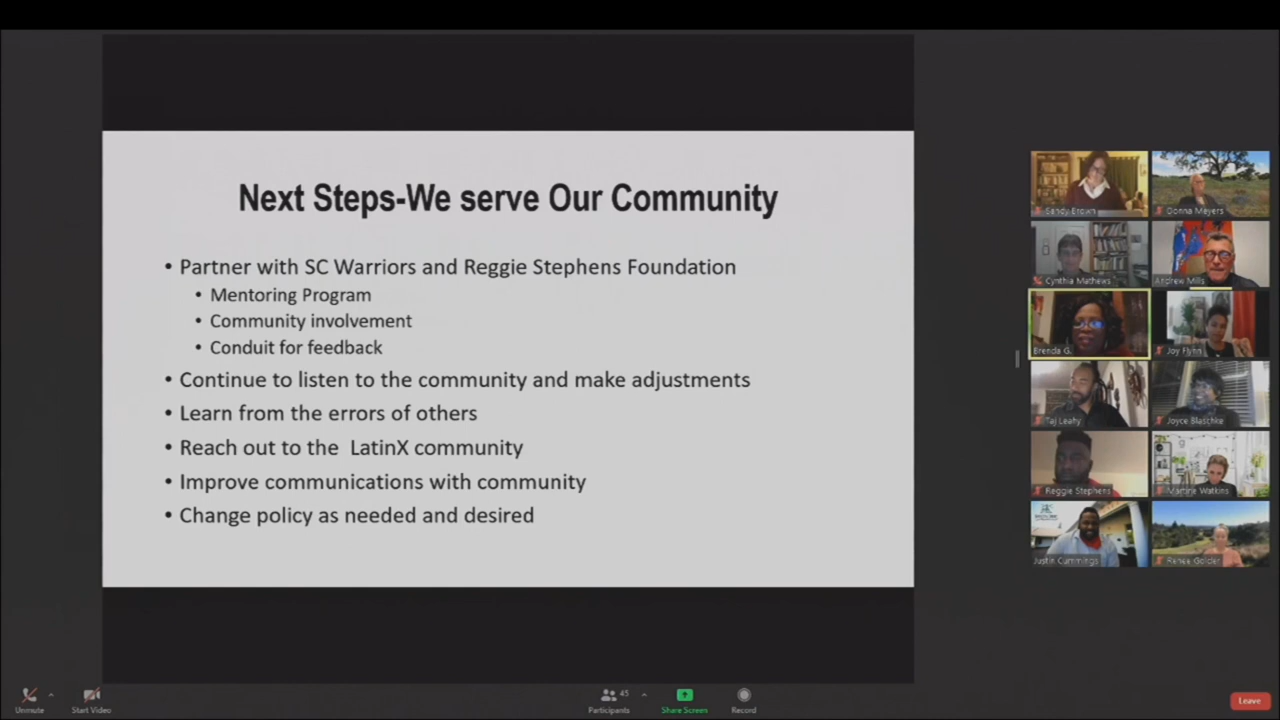 Next Steps-We serve Our Community
• Partner with SC Warriors and Reggie Stephens Foundation
• Mentoring Program
• Community involvement
• Conduit for feedback
• Continue to listen to the community and make adjustments
• Learn from the errors of others
• Reach out to the  LatinX community
• Improve communications with community
• Change policy as needed and desired
Sandy Brown
Donna Meyers
Cynthia Mathews
Andrew Mills
Brenda G.
Joy Flynn
Taj Leahy
Joyce Blaschke
Reggie Stephens
Martine Watkins
Justin Cummings
Renee Golder
Unmute
Start Video
45
Participants
Share Screen
Record
Leave